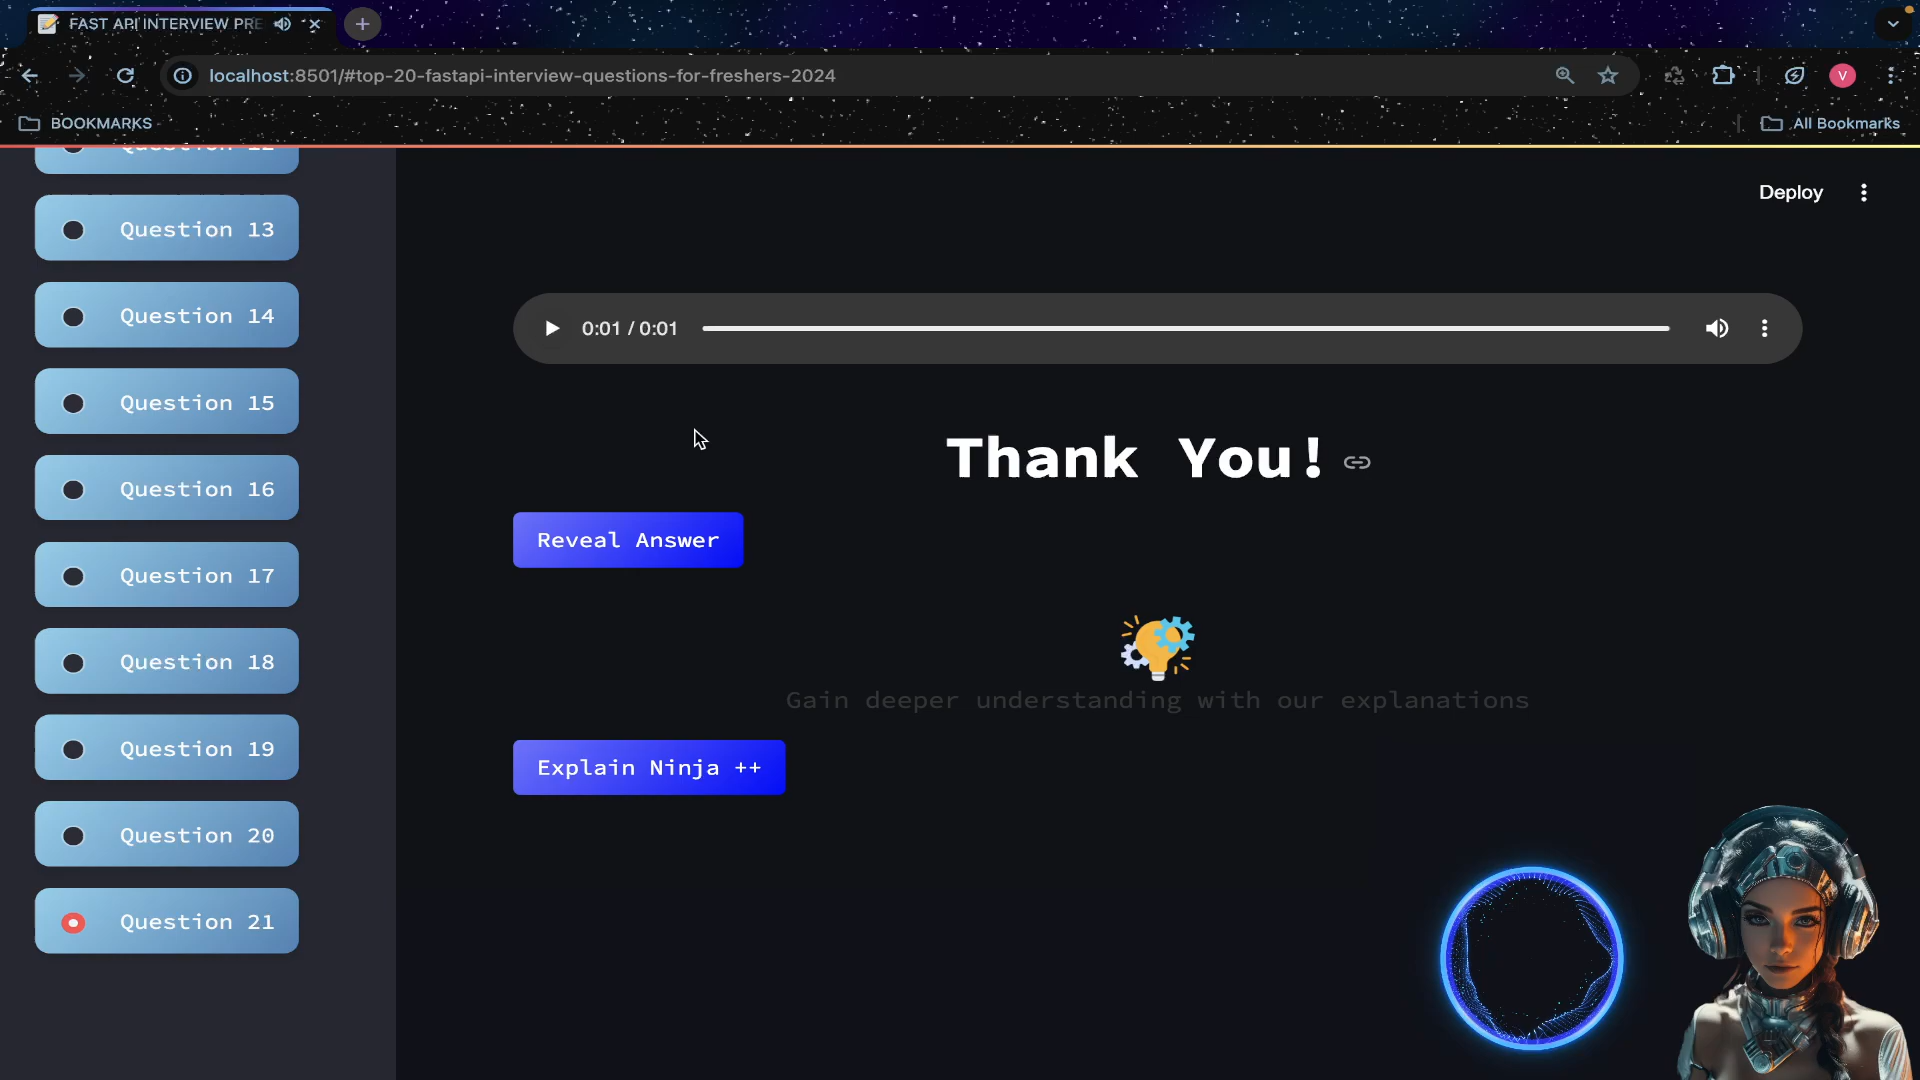 FAST API INTERVIEW PRE
localhost:8501/#top-20-fastapi-interview-questions-for-freshers-2024
V
BOOKMARKS
All Bookmarks
Question 12
Question 13
Question 14
Question 15
Question 16
Question 17
Question 18
Question 19
Question 20
Question 21
Deploy
0:01 / 0:01
Thank You!
Reveal Answer
Gain deeper understanding with our explanations
Explain Ninja ++